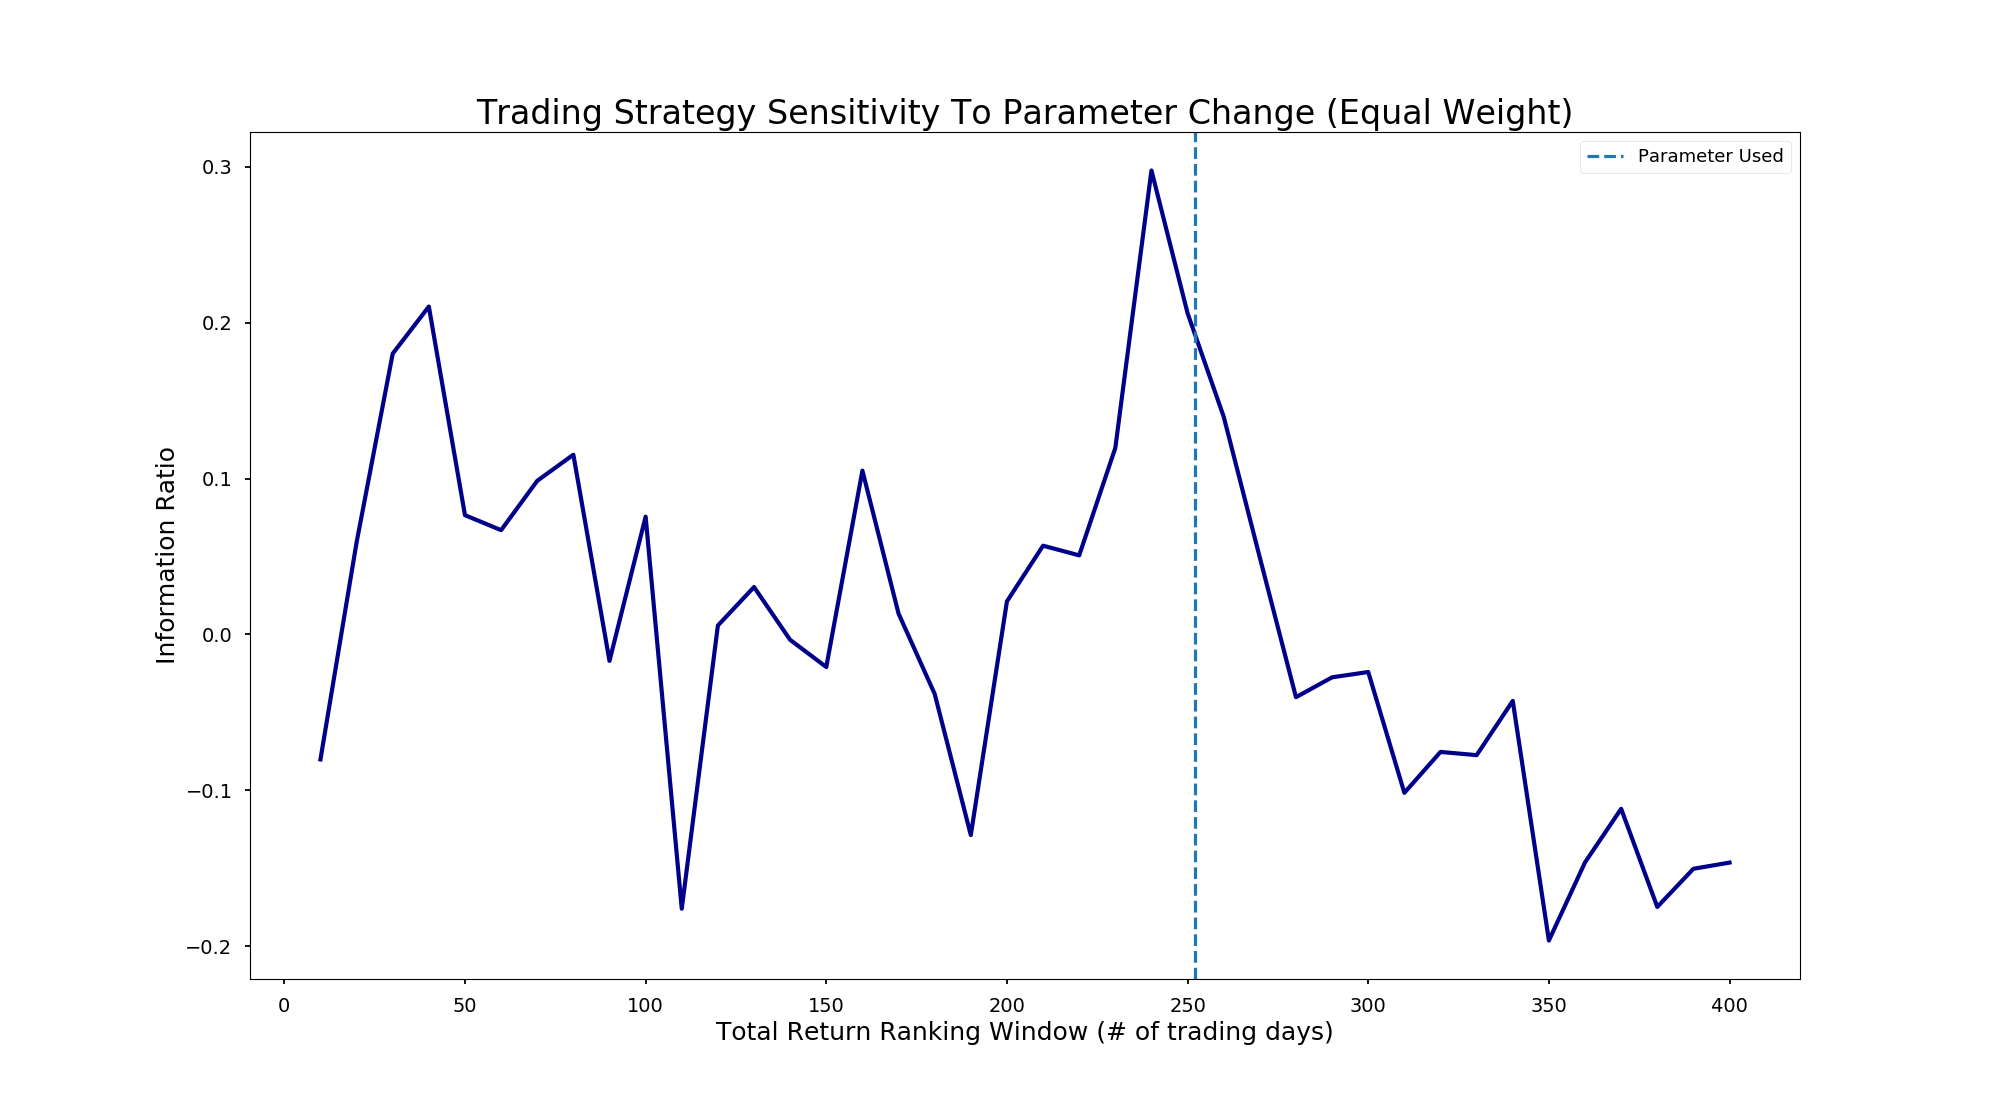 Trading Strategy Sensitivity To Parameter Change (Equal Weight)
Parameter Used
0.3
0.2
0.1
0.0
−0.1
−0.2
Information Ratio
0 50 100 150 200 250 300 350 400
Total Return Ranking Window (# of trading days)